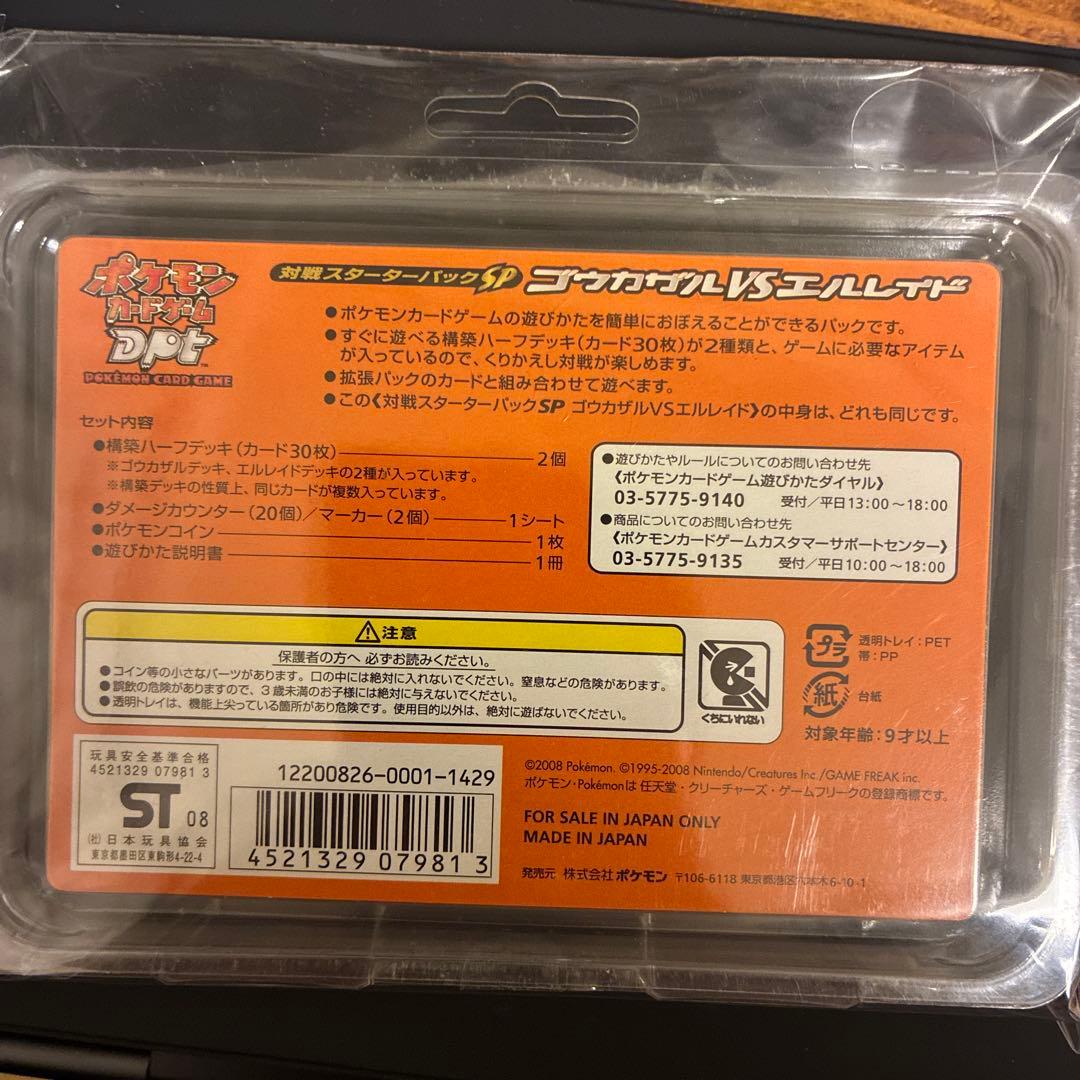 ポケモン
カードゲーム
DPt™
POKÉMON CARD GAME
対戦スターターパックSP ゴウカザルVSエルレイド
●ポケモンカードゲームの遊びかたを簡単におぼえることができるパックです。
●すぐに遊べる構築ハーフデッキ(カード30枚)が2種類と、ゲームに必要なアイテム
が入っているので、くりかえし対戦が楽しめます。
●拡張パックのカードと組み合わせて遊べます。
●この《対戦スターターパックSP ゴウカザルVSエルレイド》の中身は、どれも同じです。
セット内容
●構築ハーフデッキ(カード30枚) 2個
※ゴウカザルデッキ、エルレイドデッキの2種が入っています。
※構築デッキの性質上、同じカードが複数入っています。
●ダメージカウンター(20個)/マーカー(2個) 1シート
●ポケモンコイン 1枚
●遊びかた説明書 1冊
●遊びかたやルールについてのお問い合わせ先
《ポケモンカードゲーム遊びかたダイヤル》
03-5775-9140 受付/平日13:00~18:00
●商品についてのお問い合わせ先
《ポケモンカードゲームカスタマーサポートセンター》
03-5775-9135 受付/平日10:00~18:00
⚠注意
保護者の方へ 必ずお読みください。
●コイン等の小さなパーツがあります。口の中には絶対に入れないでください。窒息などの危険があります。
●誤飲の危険がありますので、3歳未満のお子様には絶対に与えないでください。
●透明トレイは、機能上尖っている箇所があり危険です。使用目的以外は、絶対に遊ばないでください。
くちにいれない
プラ
透明トレイ:PET
帯:PP
紙
台紙
対象年齢:9才以上
玩具安全基準合格
4521329 07981 3
ST 08
(社)日本玩具協会
東京都墨田区東駒形4-22-4
12200826-0001-1429
4 521329 079813
©2008 Pokémon. ©1995-2008 Nintendo/Creatures Inc./GAME FREAK inc.
ポケモン・Pokémonは 任天堂・クリーチャーズ・ゲームフリークの登録商標です。
FOR SALE IN JAPAN ONLY
MADE IN JAPAN
発売元 株式会社 ポケモン 〒106-6118 東京都港区六本木6-10-1